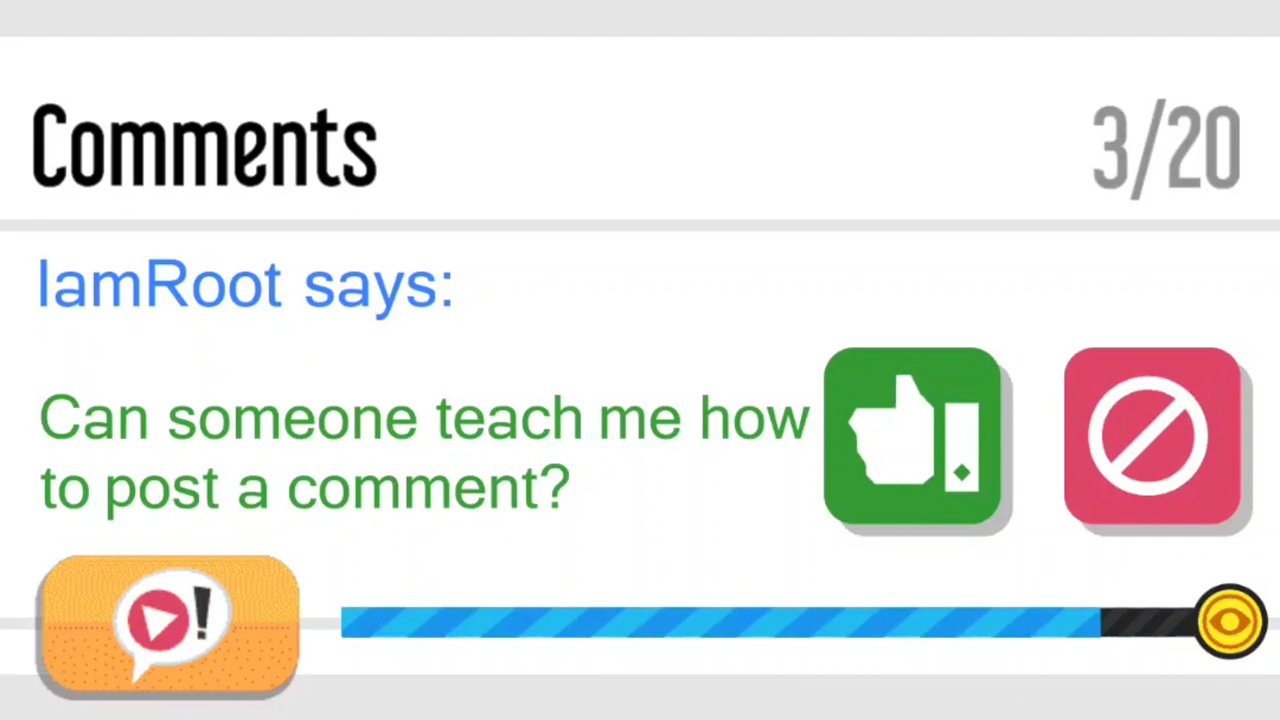 Comments
3/20
IamRoot says:
Can someone teach me how
to post a comment?
!